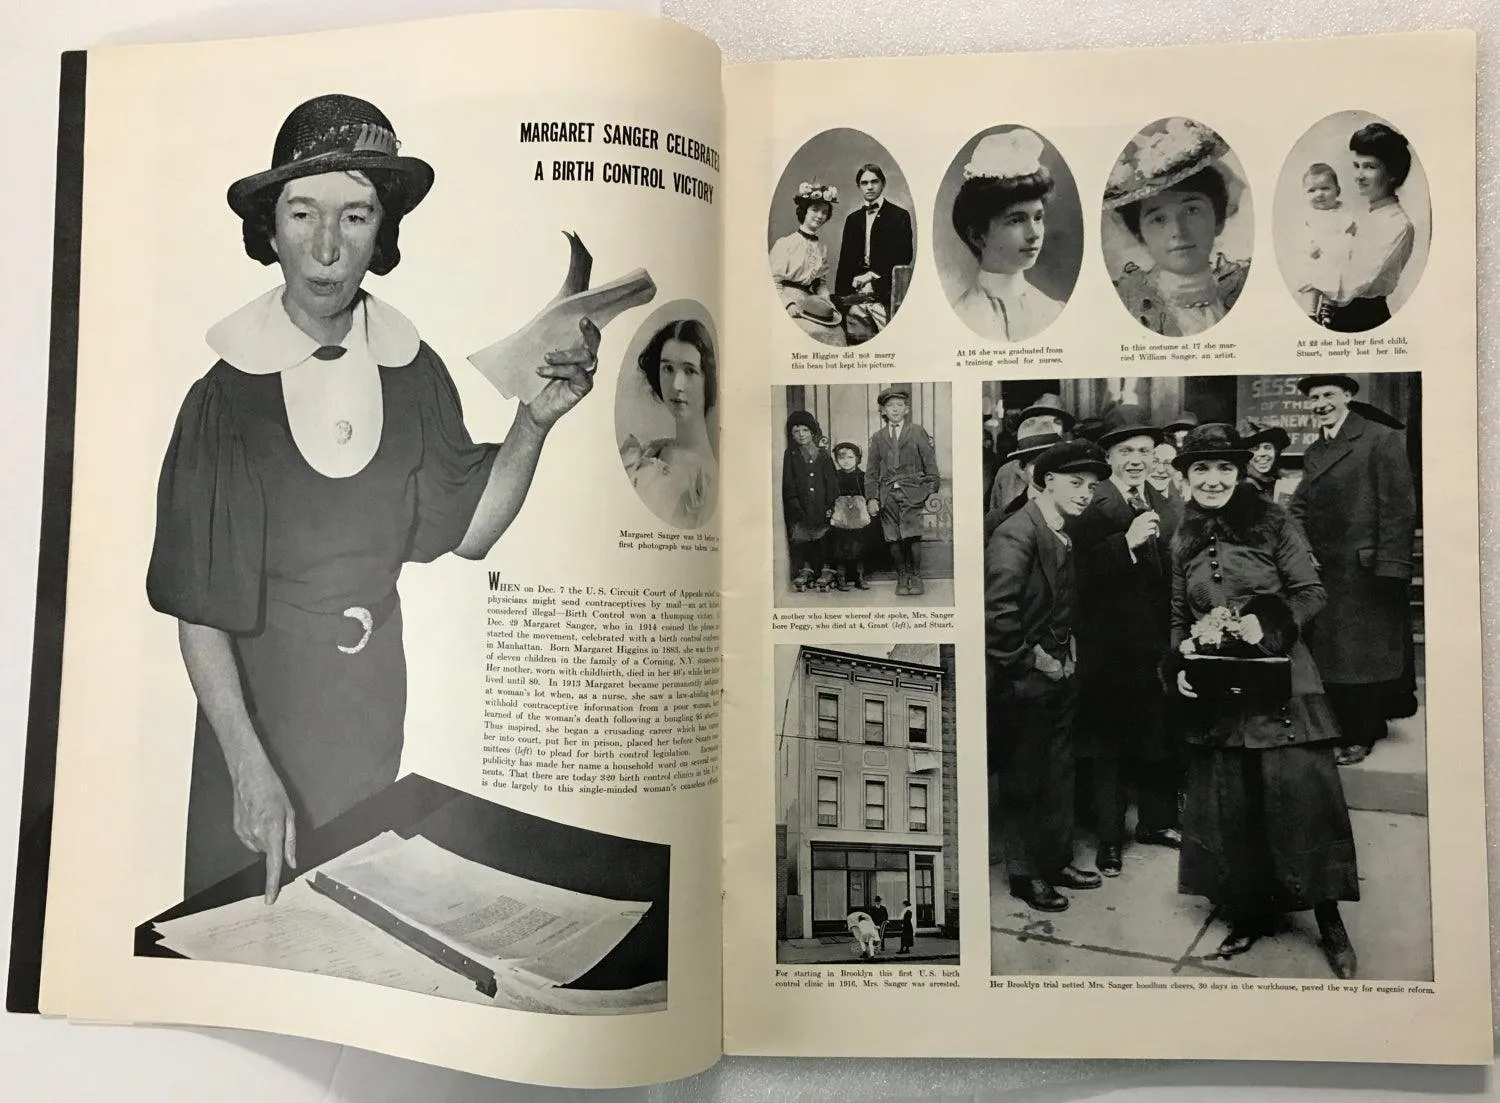 MARGARET SANGER CELEBRATE
A BIRTH CONTROL VICTORY
Margaret Sanger was
first photograph was taken
WHEN on Dec. 7 the U. S. Circuit Court of Appeals
physicians might send contraceptives by mail—an act
considered illegal—Birth Control won a thumping victory.
Dec. 29 Margaret Sanger, who in 1914 coined the phrase
started the movement, celebrated with a birth control
in Manhattan. Born Margaret Higgins in 1883, she was the
of eleven children in the family of a Corning, N.Y.
Her mother, worn with childbirth, died in her 40's while her
lived until 80. In 1913 Margaret became permanently
at woman's lot when, as a nurse, she saw a law-abiding
withhold contraceptive information from a poor woman,
learned of the woman's death following a bungling $5
Thus inspired, she began a crusading career which has
her into court, put her in prison, placed her before Senate
mittees (left) to plead for birth control legislation.
publicity has made her name a household word on several
nents. That there are today 320 birth control clinics in the
is due largely to this single-minded woman's ceaseless
Miss Higgins did not marry
this beau but kept his picture.
At 16 she was graduated from
a training school for nurses.
In this costume at 17 she mar-
ried William Sanger, an artist.
At 22 she had her first child,
Stuart, nearly lost her life.
A mother who knew whereof she spoke, Mrs. Sanger
bore Peggy, who died at 4, Grant (left), and Stuart.
SESS
OF THE
NEW
For starting in Brooklyn this first U. S. birth
control clinic in 1916, Mrs. Sanger was arrested.
Her Brooklyn trial netted Mrs. Sanger hoodlum cheers, 30 days in the workhouse, paved the way for eugenic reform.